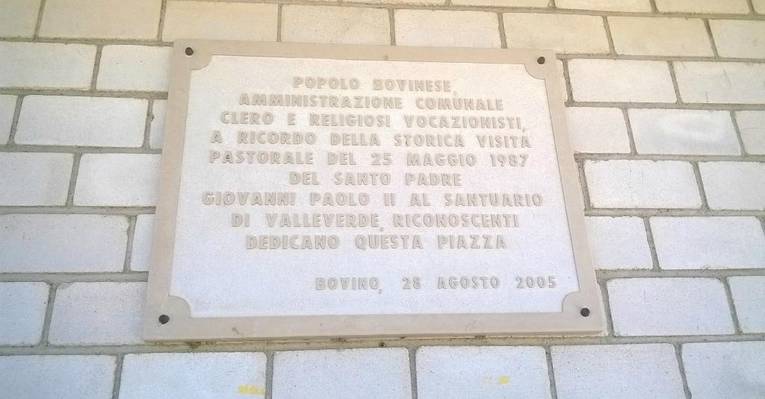 POPOLO BOVINESE,
AMMINISTRAZIONE COMUNALE
CLERO E RELIGIOSI VOCAZIONISTI,
A RICORDO DELLA STORICA VISITA
PASTORALE DEL 25 MAGGIO 1987
DEL SANTO PADRE
GIOVANNI PAOLO II AL SANTUARIO
DI VALLEVERDE, RICONOSCENTI
DEDICANO QUESTA PIAZZA
BOVINO, 28 AGOSTO 2005